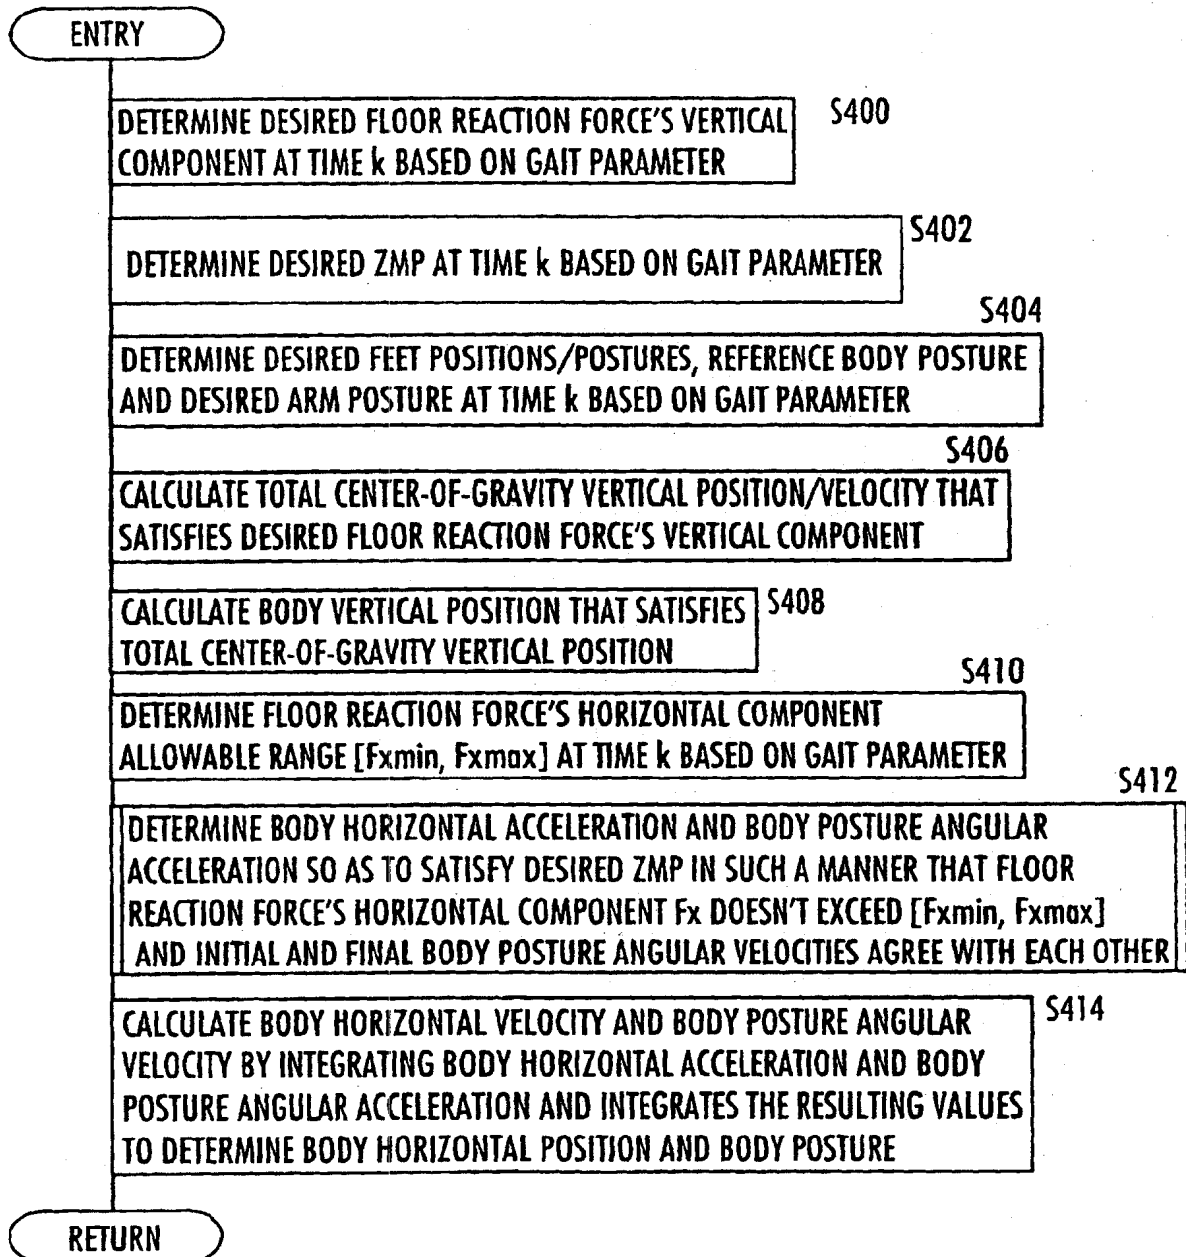 ENTRY
DETERMINE DESIRED FLOOR REACTION FORCE'S VERTICAL
COMPONENT AT TIME k BASED ON GAIT PARAMETER
S400
DETERMINE DESIRED ZMP AT TIME k BASED ON GAIT PARAMETER
S402
S404
DETERMINE DESIRED FEET POSITIONS/POSTURES, REFERENCE BODY POSTURE
AND DESIRED ARM POSTURE AT TIME k BASED ON GAIT PARAMETER
S406
CALCULATE TOTAL CENTER-OF-GRAVITY VERTICAL POSITION/VELOCITY THAT
SATISFIES DESIRED FLOOR REACTION FORCE'S VERTICAL COMPONENT
CALCULATE BODY VERTICAL POSITION THAT SATISFIES
TOTAL CENTER-OF-GRAVITY VERTICAL POSITION
S408
S410
DETERMINE FLOOR REACTION FORCE'S HORIZONTAL COMPONENT
ALLOWABLE RANGE [Fxmin, Fxmax] AT TIME k BASED ON GAIT PARAMETER
S412
DETERMINE BODY HORIZONTAL ACCELERATION AND BODY POSTURE ANGULAR
ACCELERATION SO AS TO SATISFY DESIRED ZMP IN SUCH A MANNER THAT FLOOR
REACTION FORCE'S HORIZONTAL COMPONENT Fx DOESN'T EXCEED [Fxmin, Fxmax]
AND INITIAL AND FINAL BODY POSTURE ANGULAR VELOCITIES AGREE WITH EACH OTHER
CALCULATE BODY HORIZONTAL VELOCITY AND BODY POSTURE ANGULAR
VELOCITY BY INTEGRATING BODY HORIZONTAL ACCELERATION AND BODY
POSTURE ANGULAR ACCELERATION AND INTEGRATES THE RESULTING VALUES
TO DETERMINE BODY HORIZONTAL POSITION AND BODY POSTURE
S414
RETURN